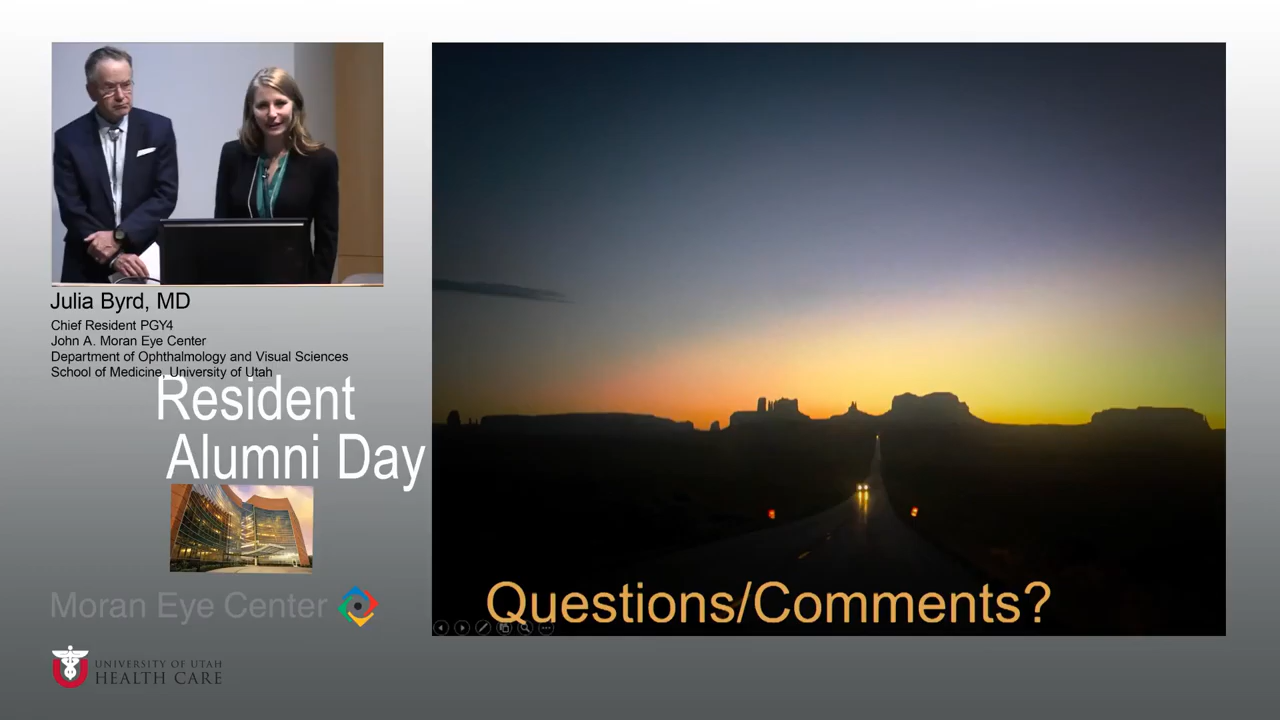 Julia Byrd, MD
Chief Resident PGY4
John A. Moran Eye Center
Department of Ophthalmology and Visual Sciences
School of Medicine, University of Utah
Resident
Alumni Day
Moran Eye Center
UNIVERSITY OF UTAH
HEALTH CARE
Questions/Comments?